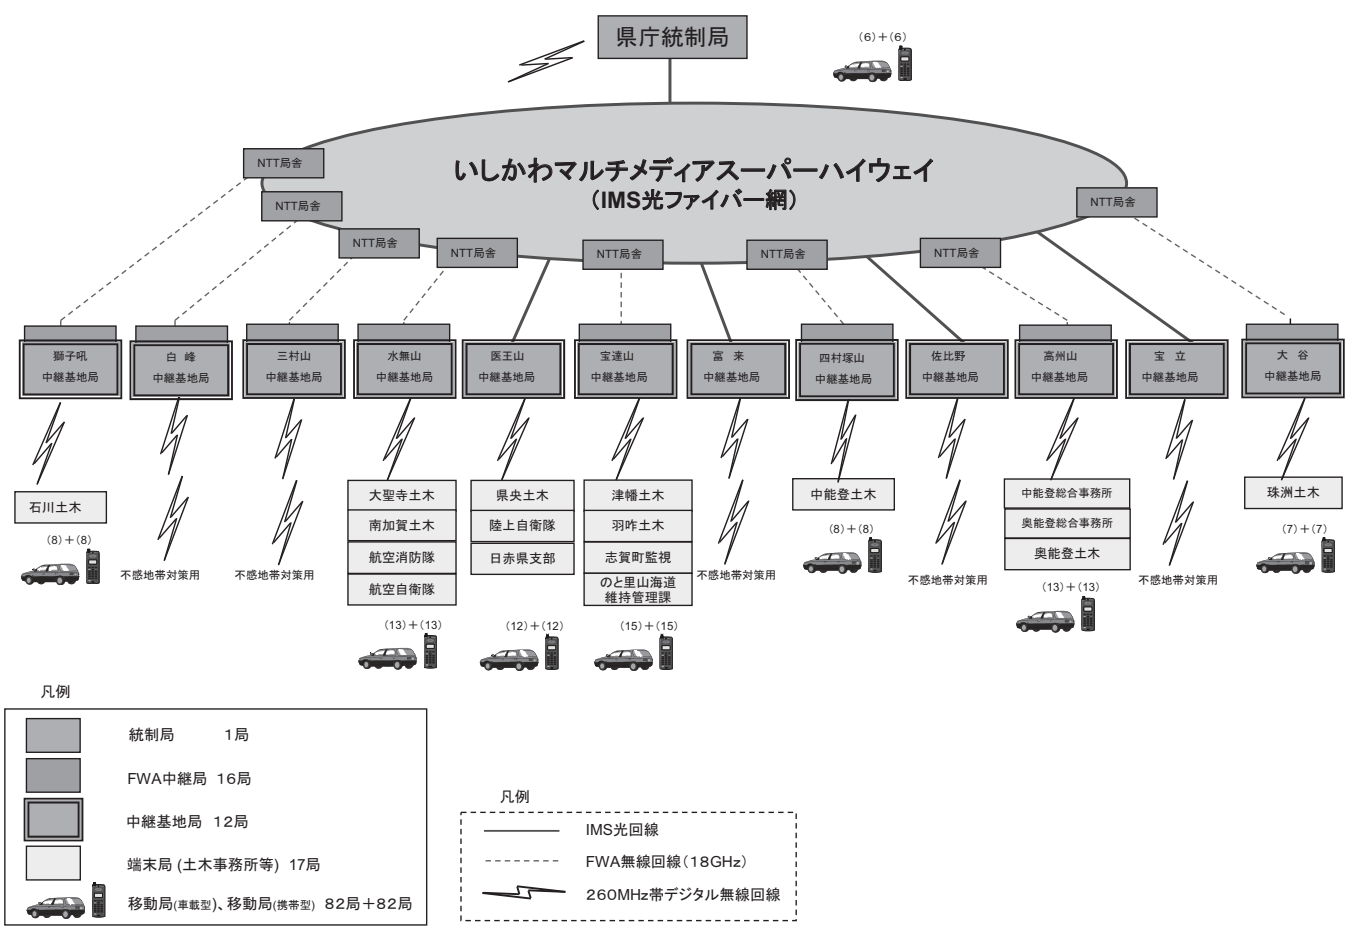 県庁統制局
(6)+(6)
いしかわマルチメディアスーパーハイウェイ
(IMS光ファイバー網)
NTT局舎
NTT局舎
NTT局舎
NTT局舎
NTT局舎
NTT局舎
NTT局舎
NTT局舎
獅子吼
中継基地局
白 峰
中継基地局
三村山
中継基地局
水無山
中継基地局
医王山
中継基地局
宝達山
中継基地局
富 来
中継基地局
四村塚山
中継基地局
佐比野
中継基地局
高州山
中継基地局
宝 立
中継基地局
大 谷
中継基地局
石川土木
(8)+(8)
不感地帯対策用
不感地帯対策用
大聖寺土木
南加賀土木
航空消防隊
航空自衛隊
(13)+(13)
県央土木
陸上自衛隊
日赤県支部
(12)+(12)
津幡土木
羽咋土木
志賀町監視
のと里山海道
維持管理課
(15)+(15)
不感地帯対策用
中能登土木
(8)+(8)
不感地帯対策用
中能登総合事務所
奥能登総合事務所
奥能登土木
(13)+(13)
不感地帯対策用
珠洲土木
(7)+(7)
凡例
統制局 1局
FWA中継局 16局
中継基地局 12局
端末局 (土木事務所等) 17局
移動局(車載型)、移動局(携帯型) 82局+82局
凡例
IMS光回線
FWA無線回線(18GHz)
260MHz帯デジタル無線回線